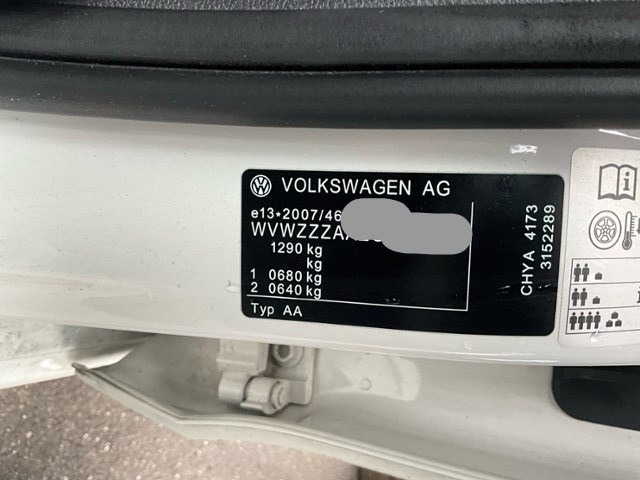 VOLKSWAGEN AG
e13*2007/46
WVWZZZA
1290 kg
kg
1 0680 kg
2 0640 kg
Typ AA
CHYA 4173
3152289
i